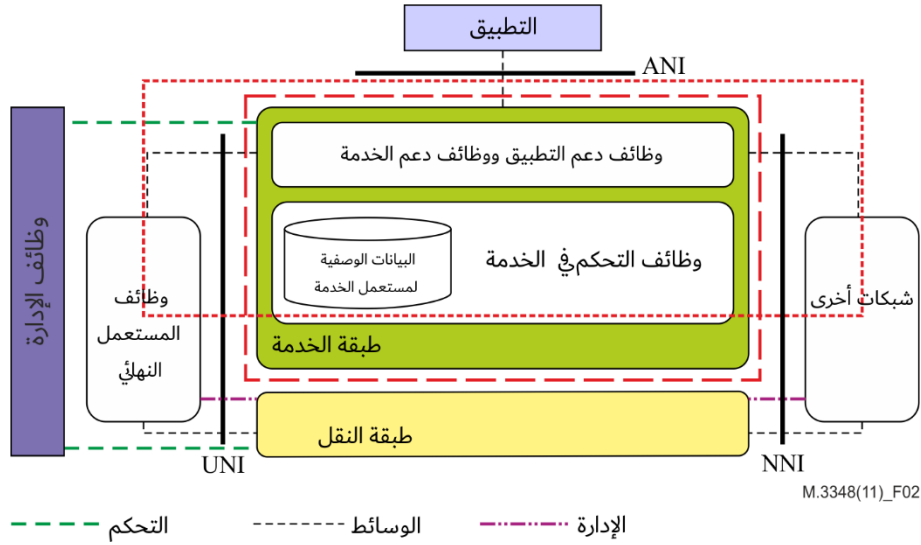 التطبيق
ANI
وظائف دعم التطبيق ووظائف دعم الخدمة
وظائف التحكم في الخدمة
البيانات الوصفية
لمستعمل الخدمة
طبقة الخدمة
وظائف الإدارة
وظائف
المستعمل
النهائي
شبكات أخرى
طبقة النقل
UNI
NNI
M.3348(11)_F02
الإدارة
الوسائط
التحكم